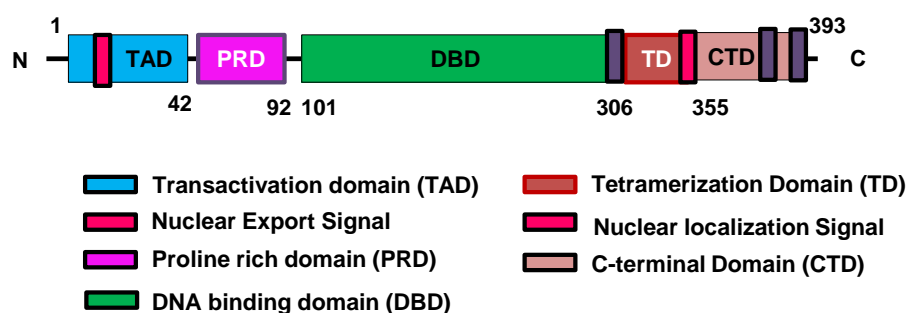 1 393
N TAD PRD DBD TD CTD C
42 92 101 306 355
Transactivation domain (TAD) Tetramerization Domain (TD)
Nuclear Export Signal Nuclear localization Signal
Proline rich domain (PRD) C-terminal Domain (CTD)
DNA binding domain (DBD)